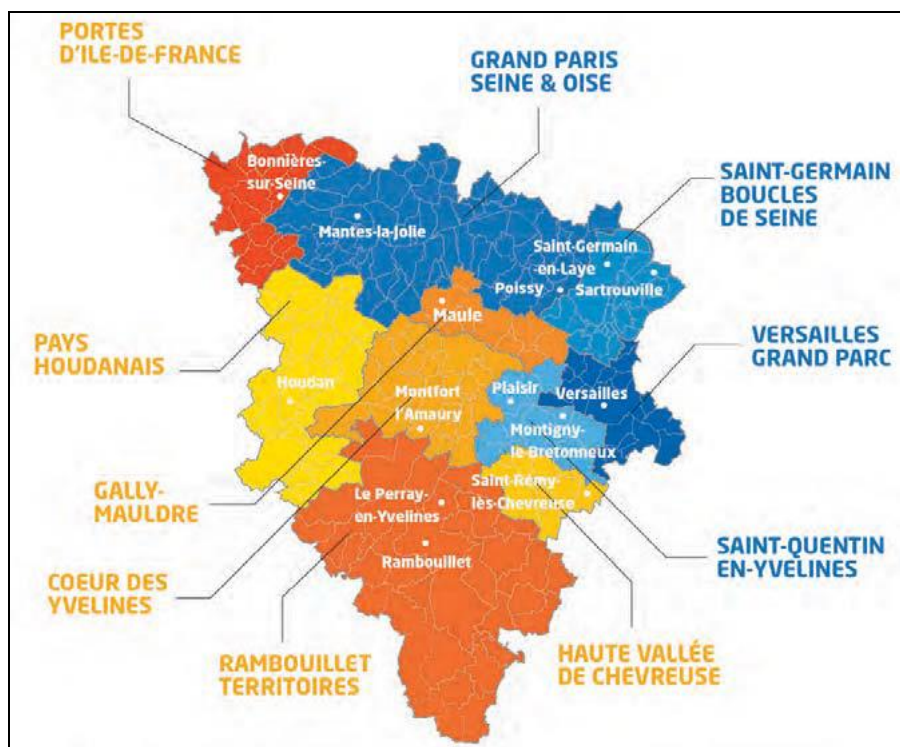 PORTES
D'ILE-DE-FRANCE
GRAND PARIS
SEINE & OISE
SAINT-GERMAIN
BOUCLES
DE SEINE
Bonnières-
sur-Seine
Mantes-la-Jolie
Saint-Germain
en-Laye
Poissy
Sartrouville
Maule
PAYS
HOUDANAIS
VERSAILLES
GRAND PARC
Houdan
Montfort
l'Amaury
Plaisir
Versailles
Montigny-
le-Bretonneux
GALLY-
MAULDRE
Le Perray-
en-Yvelines
Saint-Rémy-
lès-Chevreuse
Rambouillet
SAINT-QUENTIN
EN-YVELINES
COEUR DES
YVELINES
RAMBOUILLET
TERRITOIRES
HAUTE VALLÉE
DE CHEVREUSE